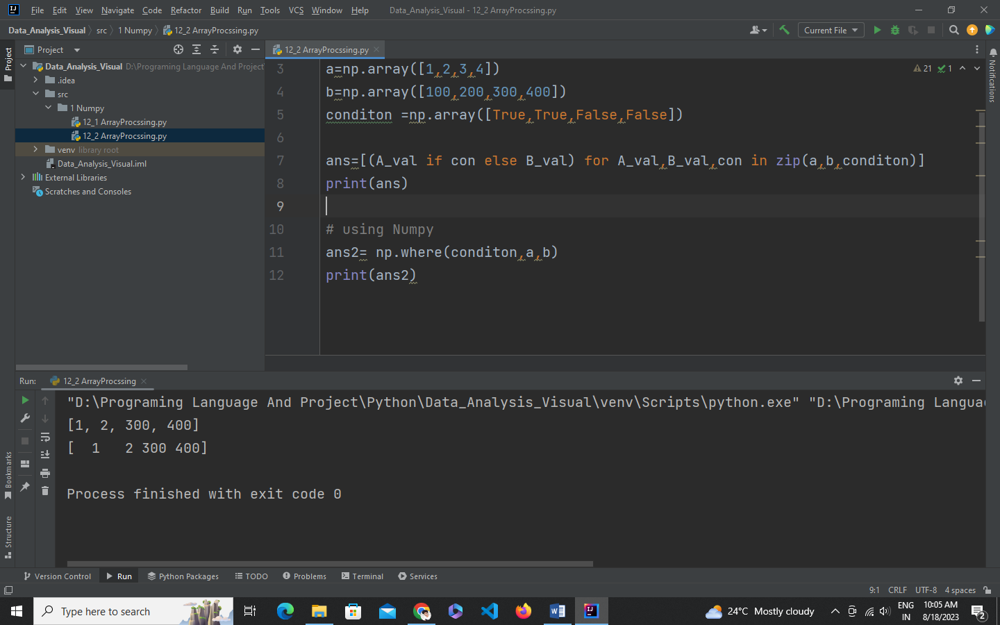 File Edit View Navigate Code Refactor Build Run Tools VCS Window Help Data_Analysis_Visual - 12_2 ArrayProcssing.py
Data_Analysis_Visual src 1 Numpy 12_2 ArrayProcssing.py Current File
Project
Project
Data_Analysis_Visual D:\Programing Language And Project\
.idea
src
1 Numpy
12_1 ArrayProcssing.py
12_2 ArrayProcssing.py
venv library root
Data_Analysis_Visual.iml
External Libraries
Scratches and Consoles
12_2 ArrayProcssing.py
21 1
3 a=np.array([1,2,3,4])
4 b=np.array([100,200,300,400])
5 conditon =np.array([True,True,False,False])
6
7 ans=[(A_val if con else B_val) for A_val,B_val,con in zip(a,b,conditon)]
8 print(ans)
9
10 # using Numpy
11 ans2= np.where(conditon,a,b)
12 print(ans2)
Notifications
Run: 12_2 ArrayProcssing
"D:\Programing Language And Project\Python\Data_Analysis_Visual\venv\Scripts\python.exe" "D:\Programing Langua
[1, 2, 300, 400]
[  1   2 300 400]
Process finished with exit code 0
Bookmarks
Structure
Version Control Run Python Packages TODO Problems Terminal Services
9:1 CRLF UTF-8 4 spaces
Type here to search
24°C Mostly cloudy
ENG
IN
10:05 AM
8/18/2023
2